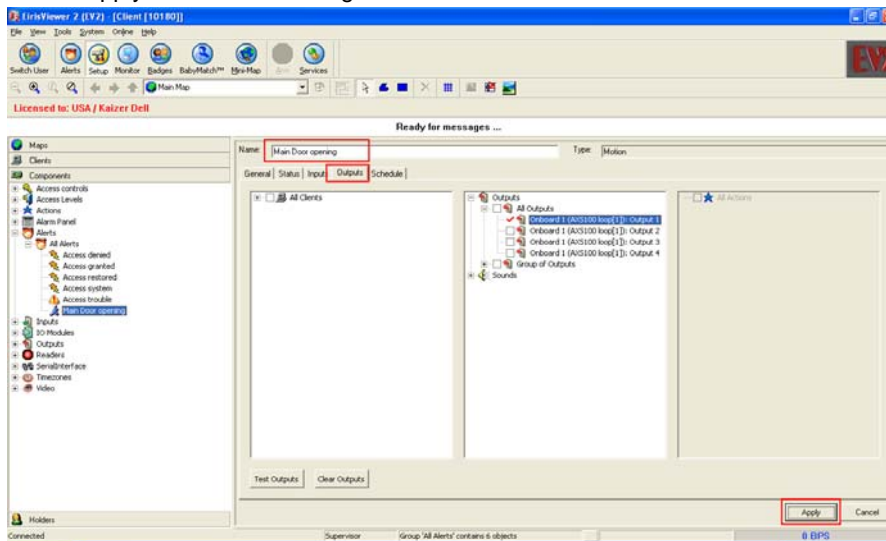 EirisViewer 2 (EV2) - [Client [10180]]
File View Tools System Online Help
Switch User Alerts Setup Monitor Badges BabyMatch™ Mini-Map Services
Main Map
EV2
Licensed to: USA / Kaizer Dell
Ready for messages ...
Maps
Clients
Components
Access controls
Access Levels
Actions
Alarm Panel
Alerts
All Alerts
Access denied
Access granted
Access restored
Access system
Access trouble
Main Door opening
Inputs
IO Modules
Outputs
Readers
SerialInterface
Timezones
Video
Holders
Name: Main Door opening Type: Motion
General Status Inputs Outputs Schedule
All Clients
Outputs
All Outputs
Onboard 1 (AXS100 loop[1]): Output 1
Onboard 1 (AXS100 loop[1]): Output 2
Onboard 1 (AXS100 loop[1]): Output 3
Onboard 1 (AXS100 loop[1]): Output 4
Group of Outputs
Sounds
All Actions
Test Outputs Clear Outputs
Apply Cancel
Connected Supervisor Group 'All Alerts' contains 6 objects 0 BPS